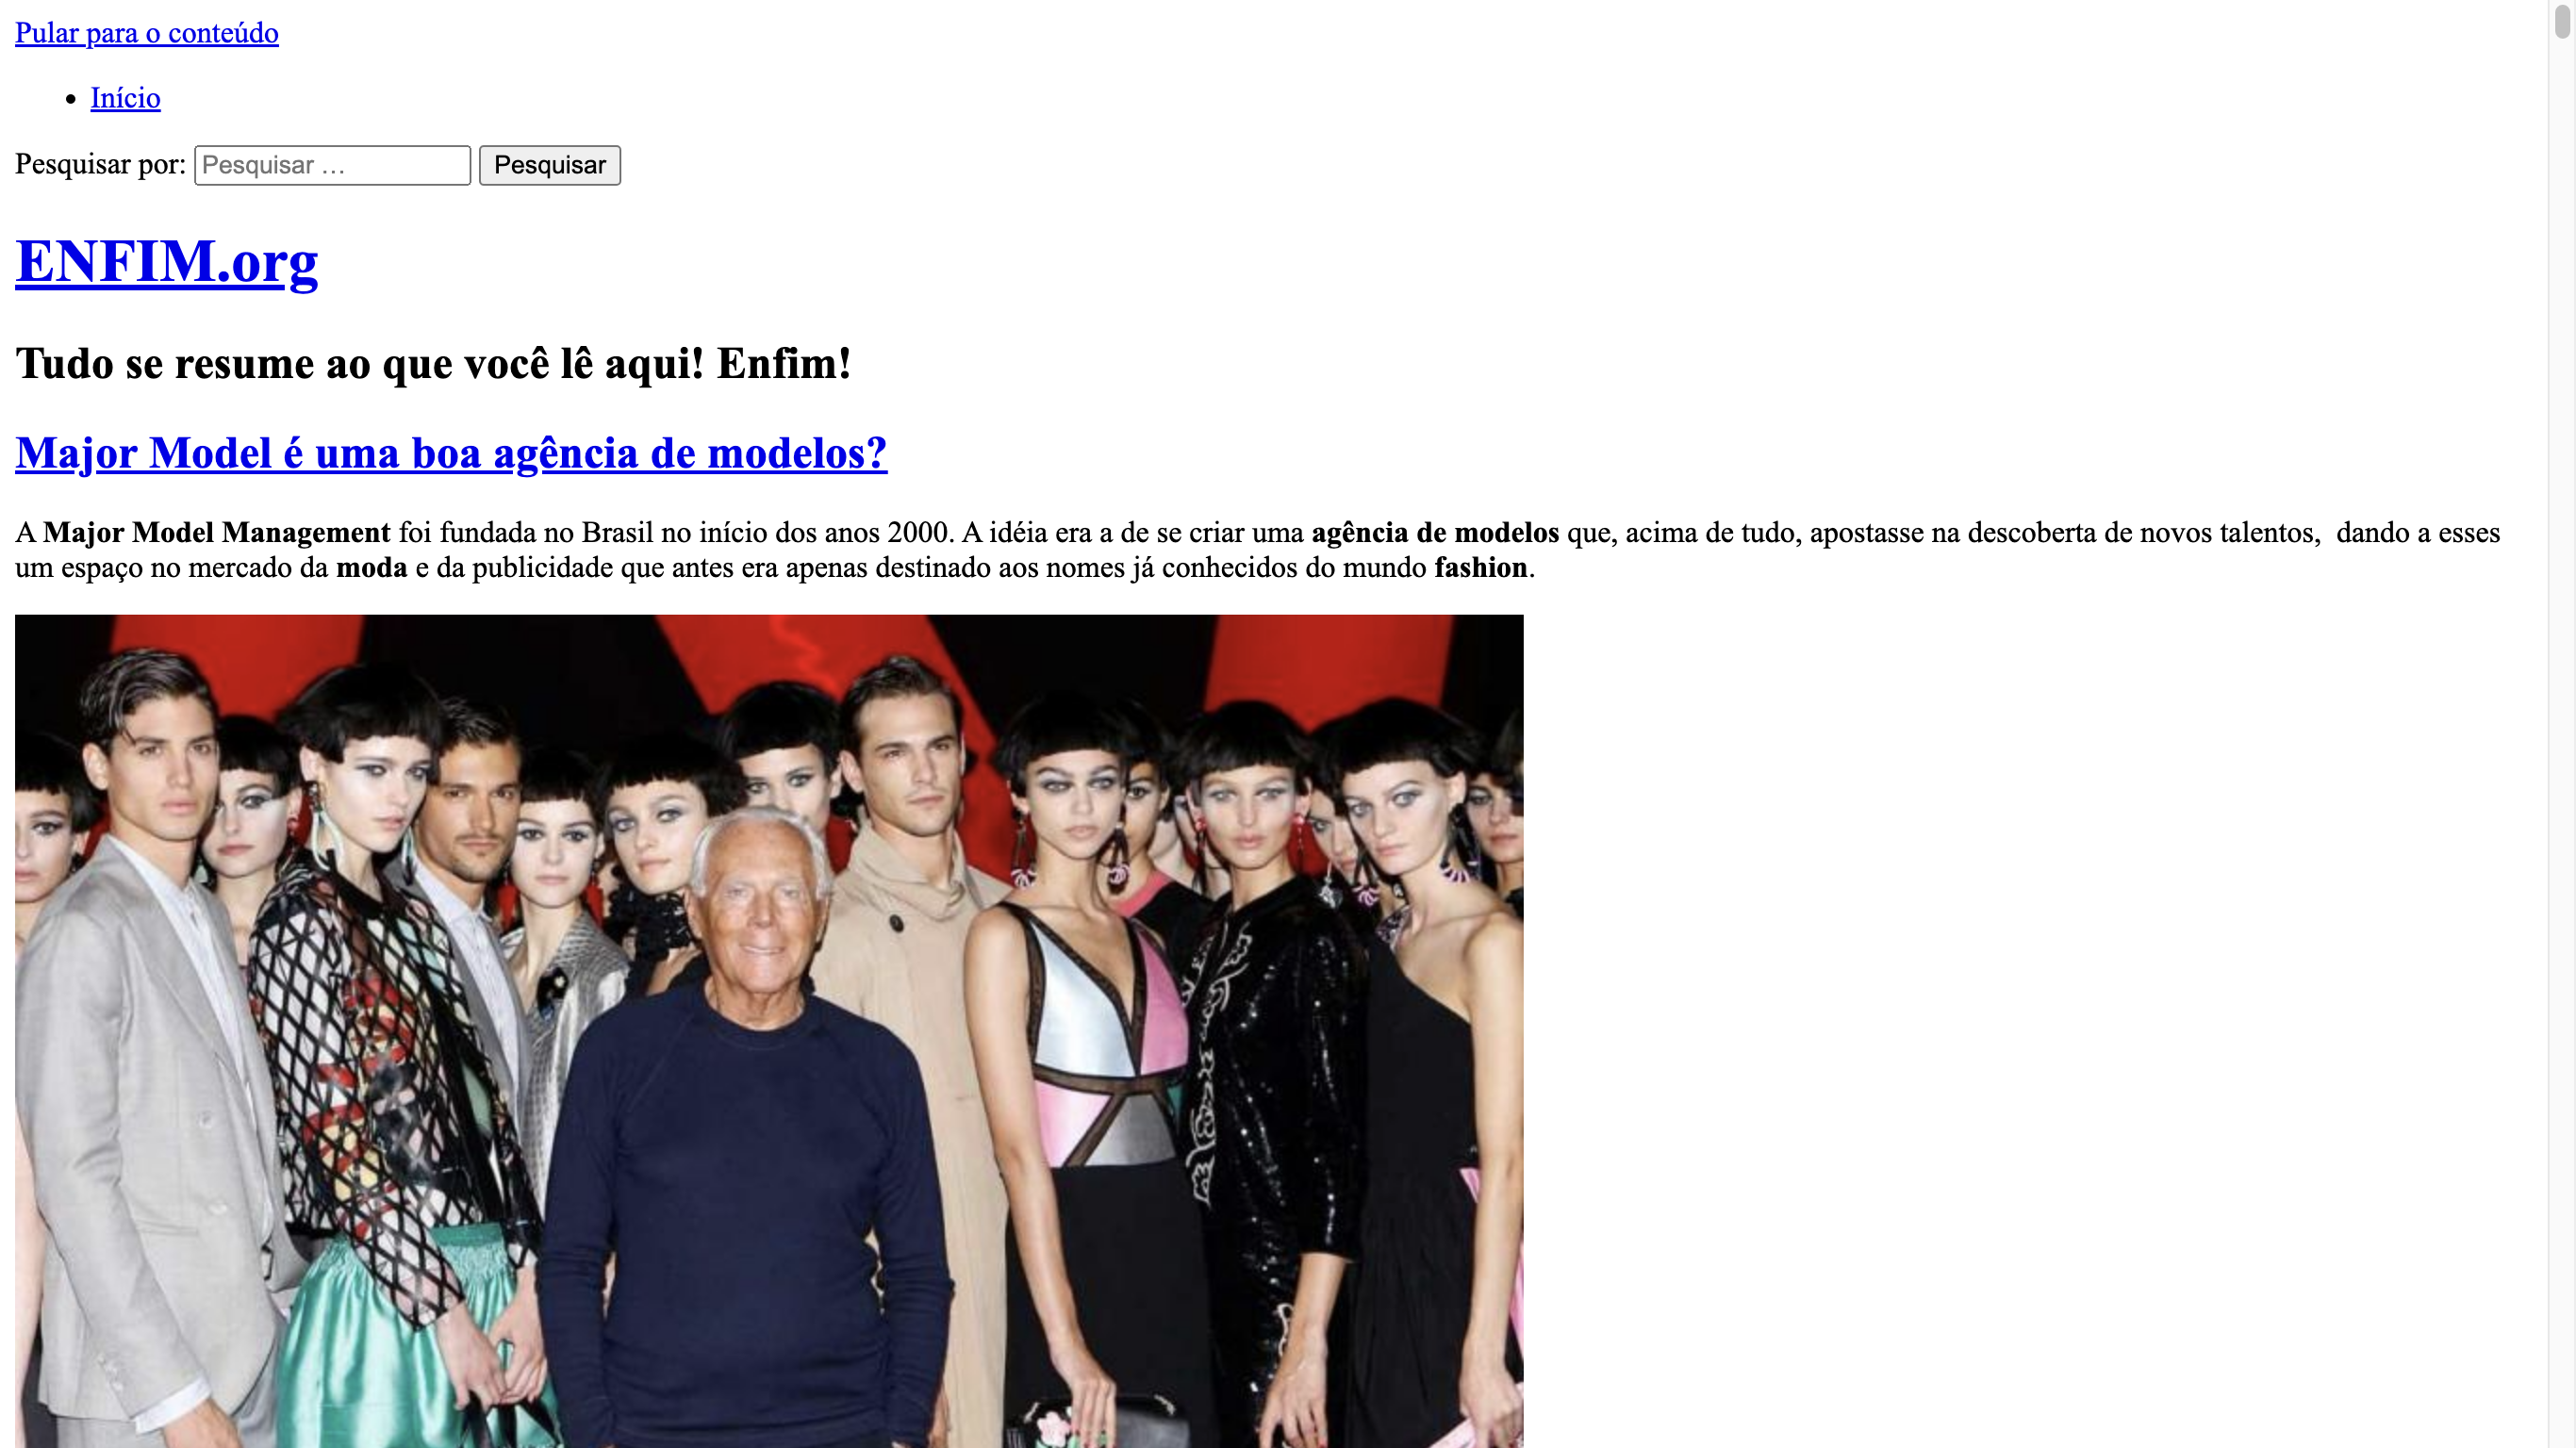 Pular para o conteúdo
Início
Pesquisar por: Pesquisar … Pesquisar
ENFIM.org
Tudo se resume ao que você lê aqui! Enfim!
Major Model é uma boa agência de modelos?
A Major Model Management foi fundada no Brasil no início dos anos 2000. A idéia era a de se criar uma agência de modelos que, acima de tudo, apostasse na descoberta de novos talentos,  dando a esses
um espaço no mercado da moda e da publicidade que antes era apenas destinado aos nomes já conhecidos do mundo fashion.